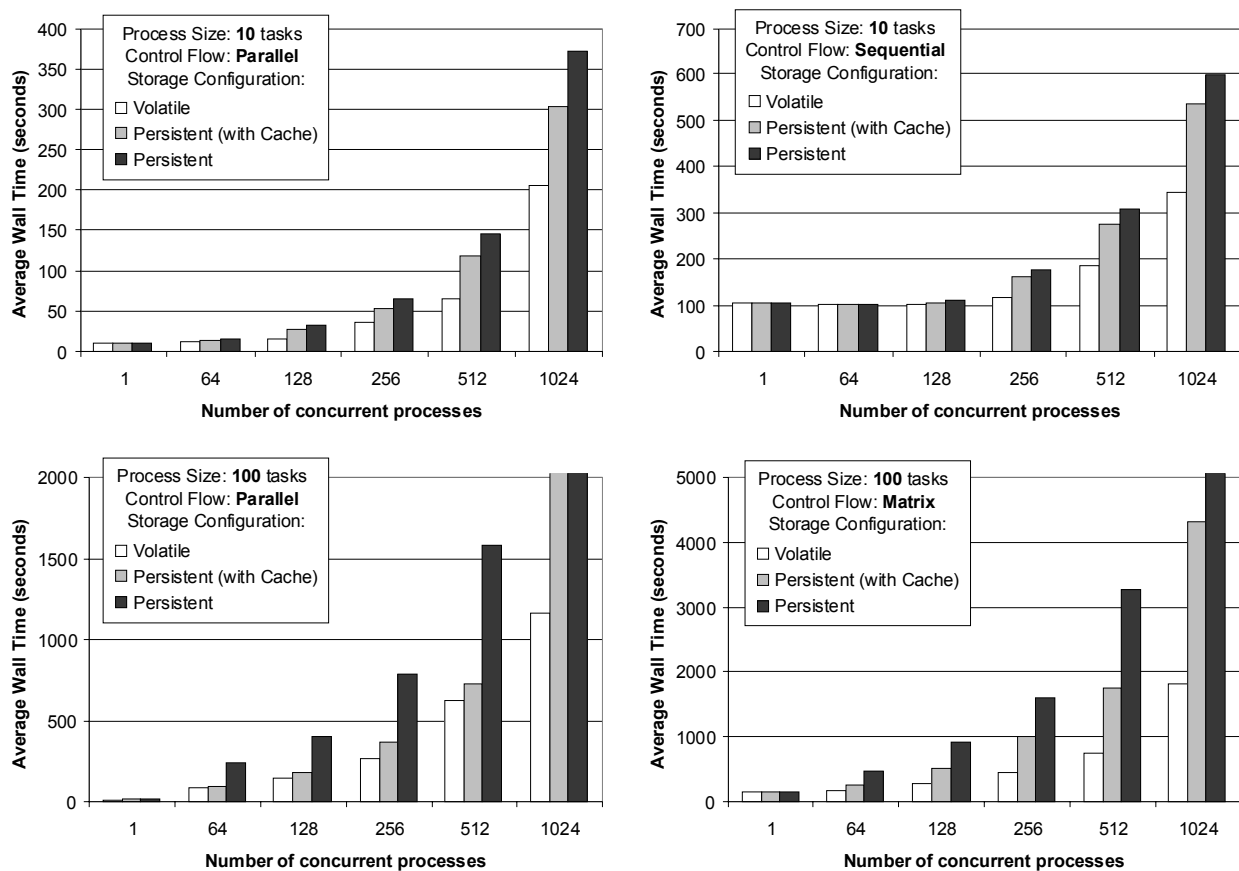 Process Size: 10 tasks
Control Flow: Parallel
Storage Configuration:
Volatile
Persistent (with Cache)
Persistent
Average Wall Time (seconds)
400
350
300
250
200
150
100
50
0
1 64 128 256 512 1024
Number of concurrent processes
Process Size: 10 tasks
Control Flow: Sequential
Storage Configuration:
Volatile
Persistent (with Cache)
Persistent
Average Wall Time (seconds)
700
600
500
400
300
200
100
0
1 64 128 256 512 1024
Number of concurrent processes
Process Size: 100 tasks
Control Flow: Parallel
Storage Configuration:
Volatile
Persistent (with Cache)
Persistent
Average Wall Time (seconds)
2000
1500
1000
500
0
1 64 128 256 512 1024
Number of concurrent processes
Process Size: 100 tasks
Control Flow: Matrix
Storage Configuration:
Volatile
Persistent (with Cache)
Persistent
Average Wall Time (seconds)
5000
4000
3000
2000
1000
0
1 64 128 256 512 1024
Number of concurrent processes